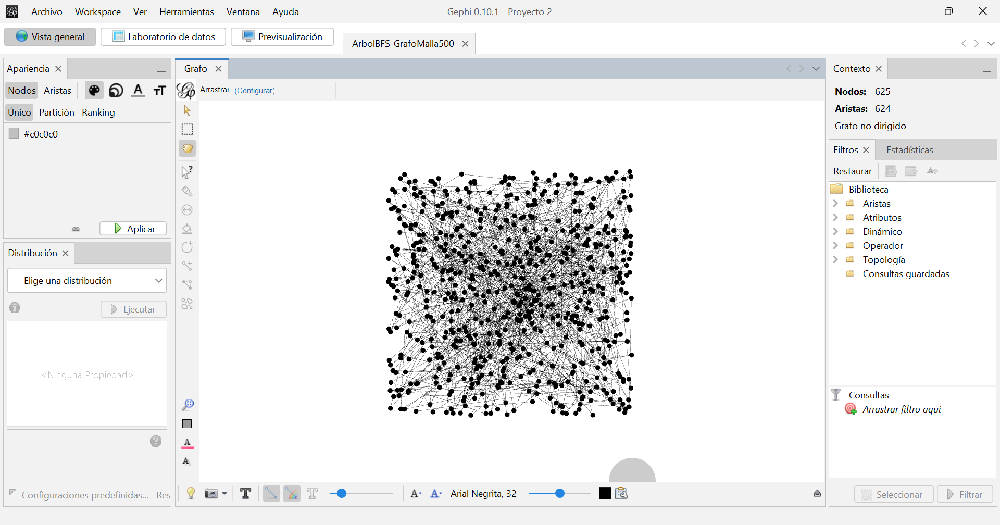 Archivo Workspace Ver Herramientas Ventana Ayuda Gephi 0.10.1 - Proyecto 2
Vista general Laboratorio de datos Previsualización ArbolBFS_GrafoMalla500
Apariencia
Nodos Aristas
Único Partición Ranking
#c0c0c0
Aplicar
Distribución
---Elige una distribución
Ejecutar
<Ninguna Propiedad>
Configuraciones predefinidas... Res
Grafo
Arrastrar (Configurar)
Arial Negrita, 32
Contexto
Nodos: 625
Aristas: 624
Grafo no dirigido
Filtros Estadísticas
Restaurar
Biblioteca
Aristas
Atributos
Dinámico
Operador
Topología
Consultas guardadas
Consultas
Arrastrar filtro aquí
Seleccionar Filtrar